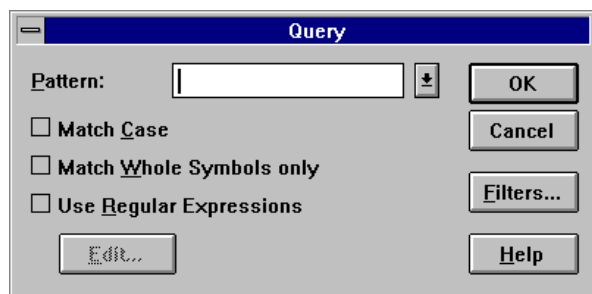 Query
Pattern:
OK
Match Case
Cancel
Match Whole Symbols only
Filters...
Use Regular Expressions
Edit...
Help